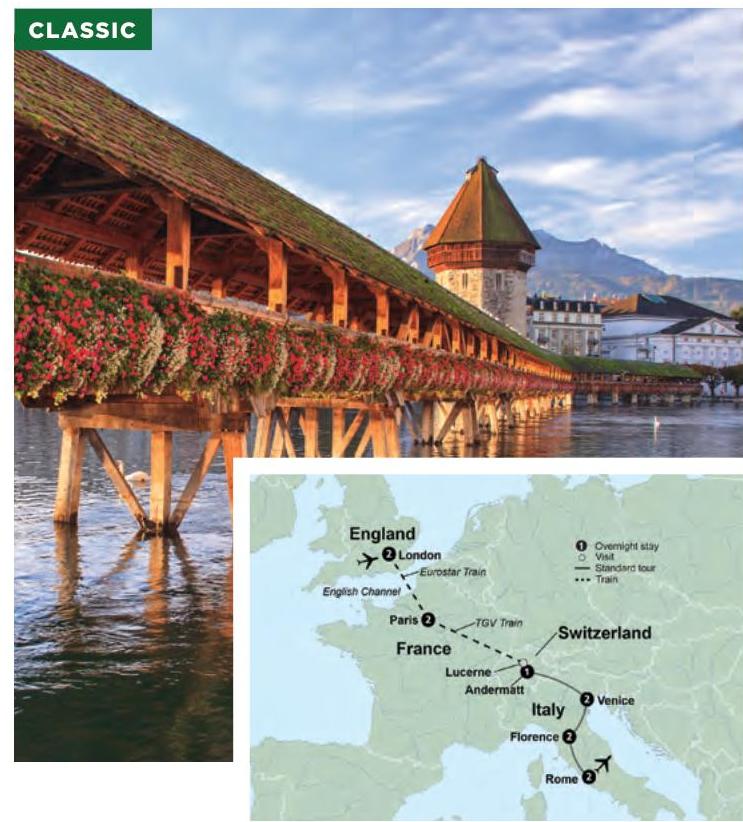 CLASSIC
England
2 London
Eurostar Train
English Channel
Paris 2
TGV Train
France
Switzerland
Lucerne
1
Andermatt
2 Venice
Italy
Florence 2
Rome 2
1 Overnight stay
Visit
Standard tour
Train